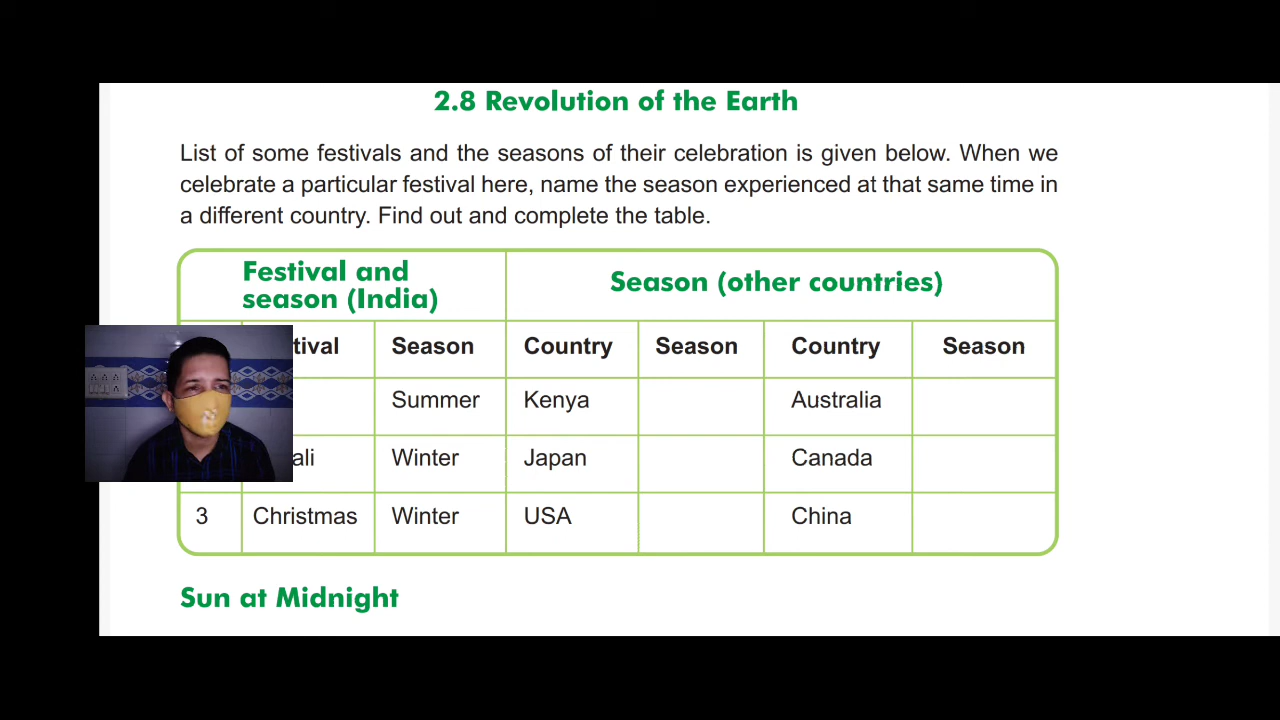 2.8 Revolution of the Earth
List of some festivals and the seasons of their celebration is given below. When we
celebrate a particular festival here, name the season experienced at that same time in
a different country. Find out and complete the table.
Festival and
season (India)
Season (other countries)
Season Country Season Country Season
Summer Kenya Australia
Winter Japan Canada
3 Christmas Winter USA China
Sun at Midnight